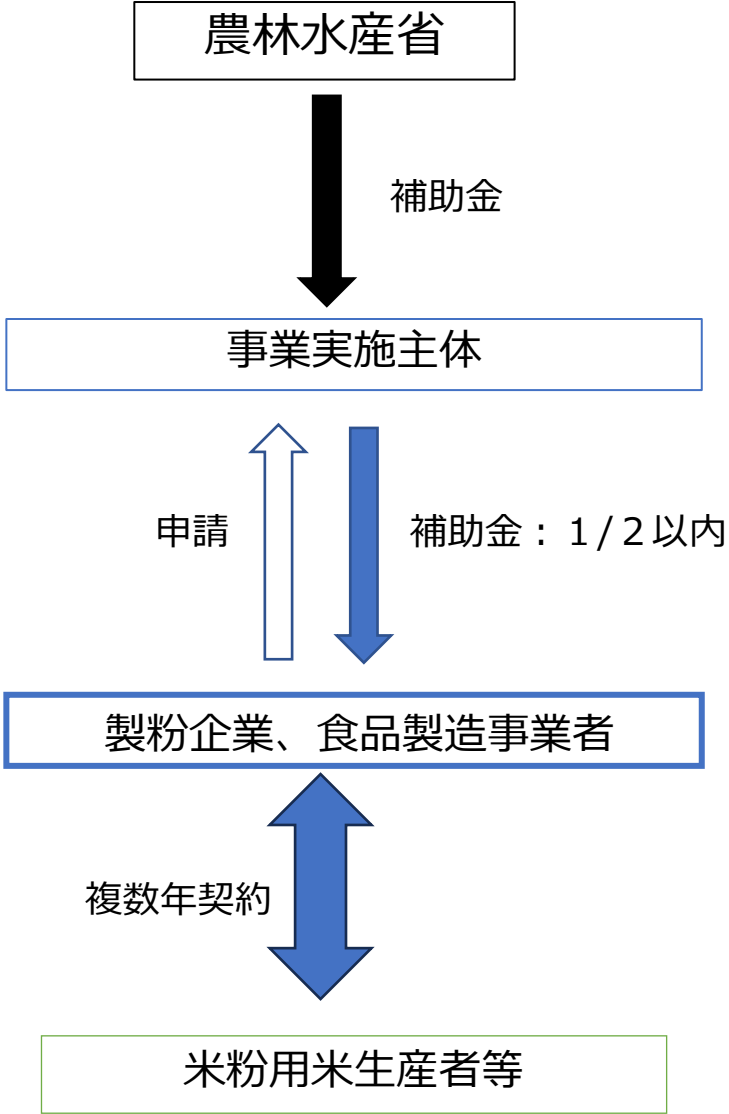 農林水産省
補助金
事業実施主体
申請
補助金：１/２以内
製粉企業、食品製造事業者
複数年契約
米粉用米生産者等